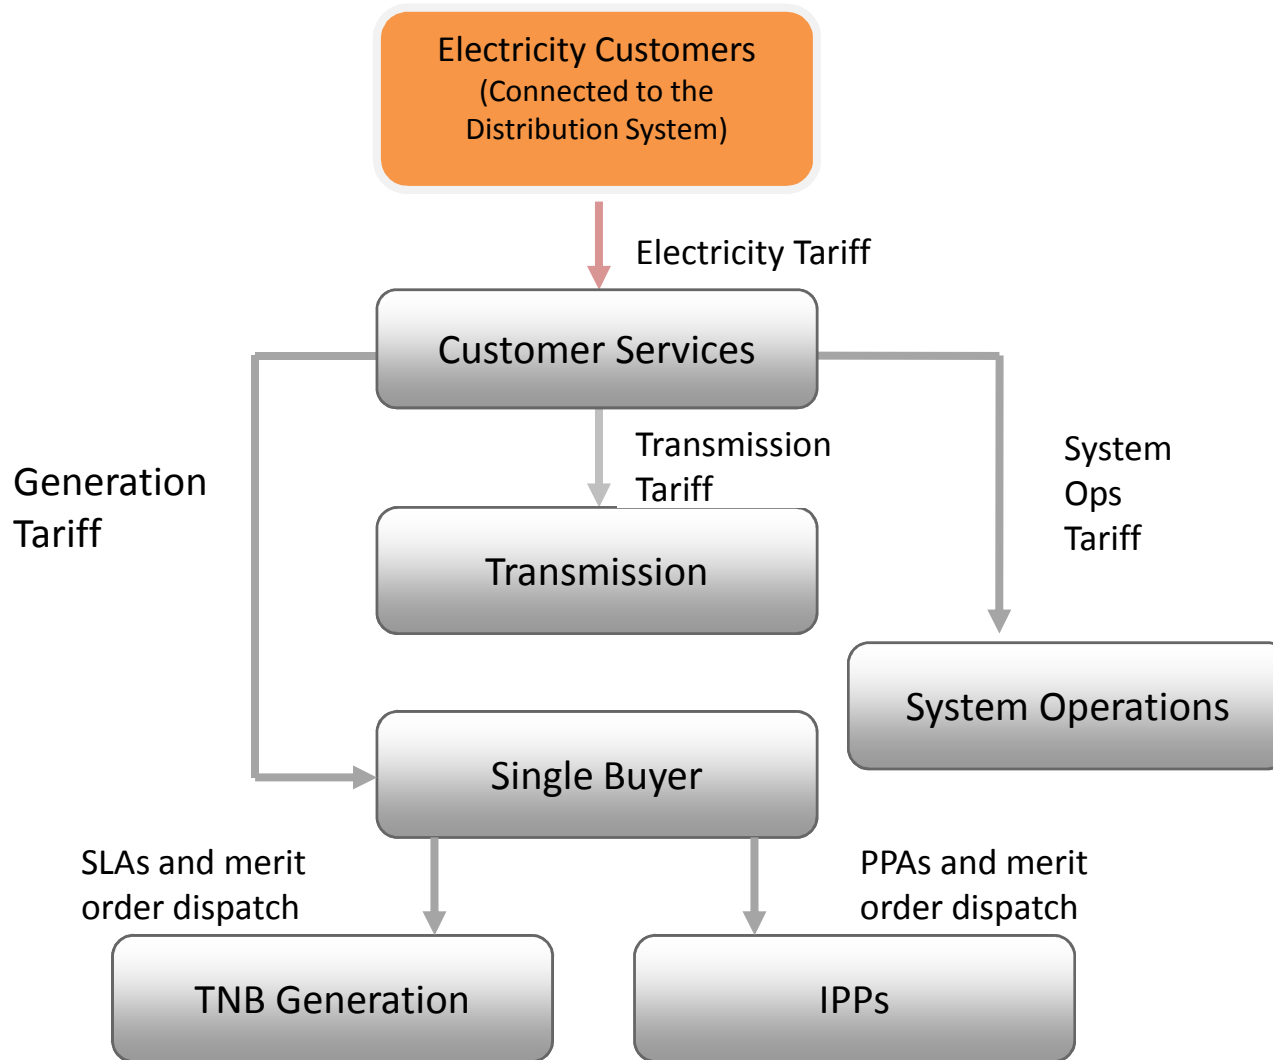 Electricity Customers
(Connected to the
Distribution System)
Electricity Tariff
Customer Services
Generation
Tariff
Transmission
Tariff
System
Ops
Tariff
Transmission
System Operations
Single Buyer
SLAs and merit
order dispatch
PPAs and merit
order dispatch
TNB Generation
IPPs